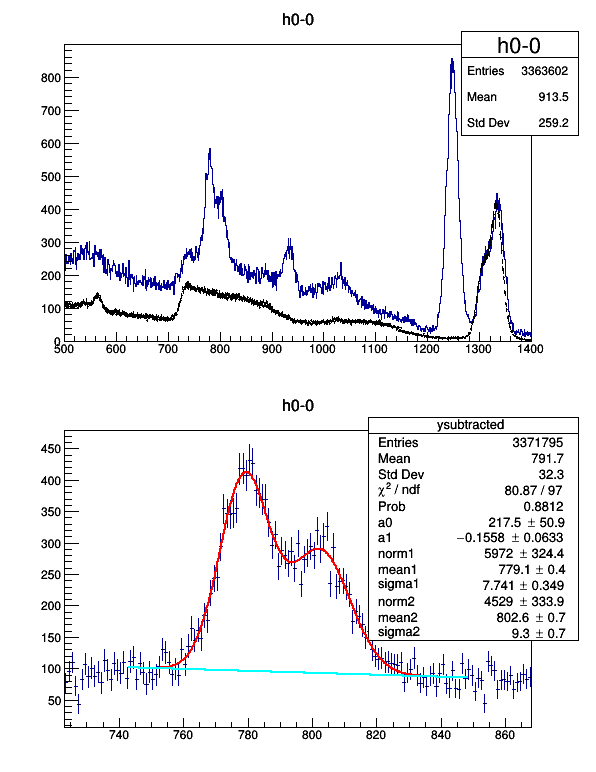 h0-0
h0-0
Entries 3363602
Mean 913.5
Std Dev 259.2
800
700
600
500
400
300
200
100
0
500 600 700 800 900 1000 1100 1200 1300 1400
h0-0
ysubtracted
Entries 3371795
Mean 791.7
Std Dev 32.3
χ² / ndf 80.87 / 97
Prob 0.8812
a0 217.5 ± 50.9
a1 −0.1558 ± 0.0633
norm1 5972 ± 324.4
mean1 779.1 ± 0.4
sigma1 7.741 ± 0.349
norm2 4529 ± 333.9
mean2 802.6 ± 0.7
sigma2 9.3 ± 0.7
450
400
350
300
250
200
150
100
50
740 760 780 800 820 840 860